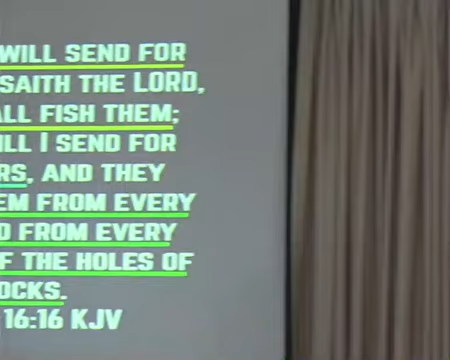 WILL SEND FOR
SAITH THE LORD,
ALL FISH THEM;
ILL I SEND FOR
RS, AND THEY
EM FROM EVERY
D FROM EVERY
F THE HOLES OF
OCKS.
16:16 KJV